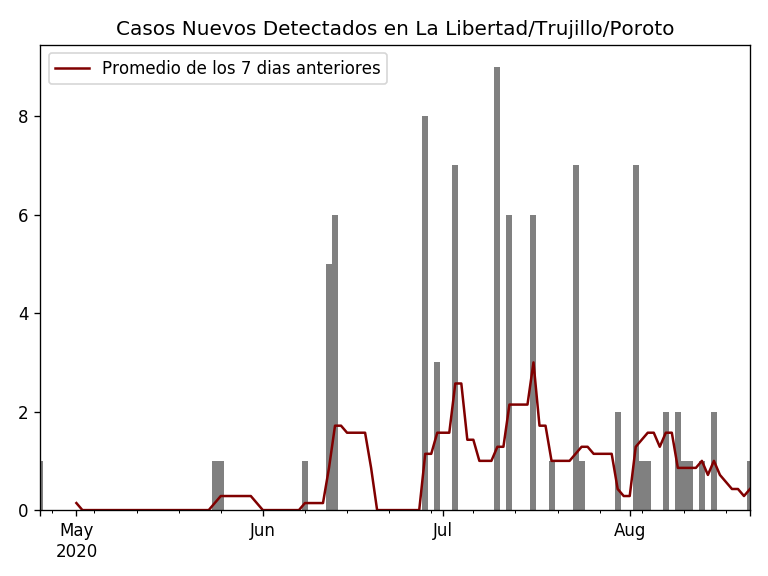 Casos Nuevos Detectados en La Libertad/Trujillo/Poroto
Promedio de los 7 dias anteriores
8
6
4
2
0
May Jun Jul Aug
2020